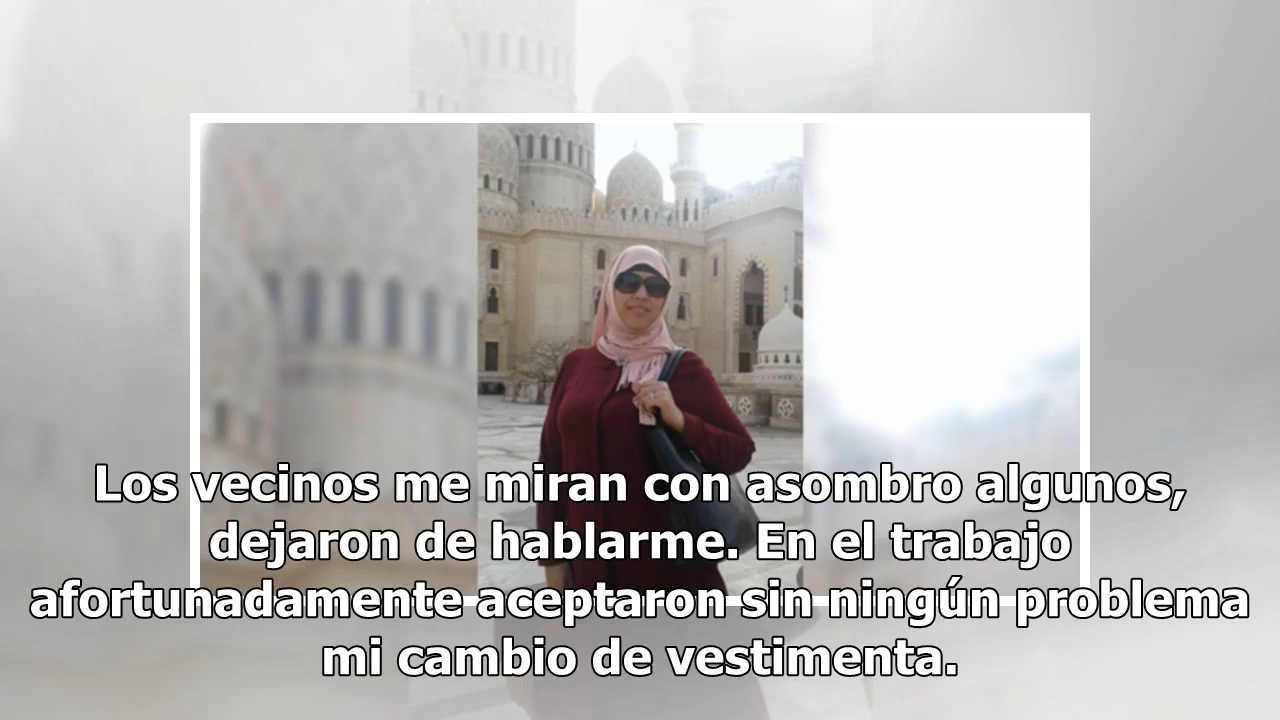 Los vecinos me miran con asombro algunos,
dejaron de hablarme. En el trabajo
afortunadamente aceptaron sin ningún problema
mi cambio de vestimenta.